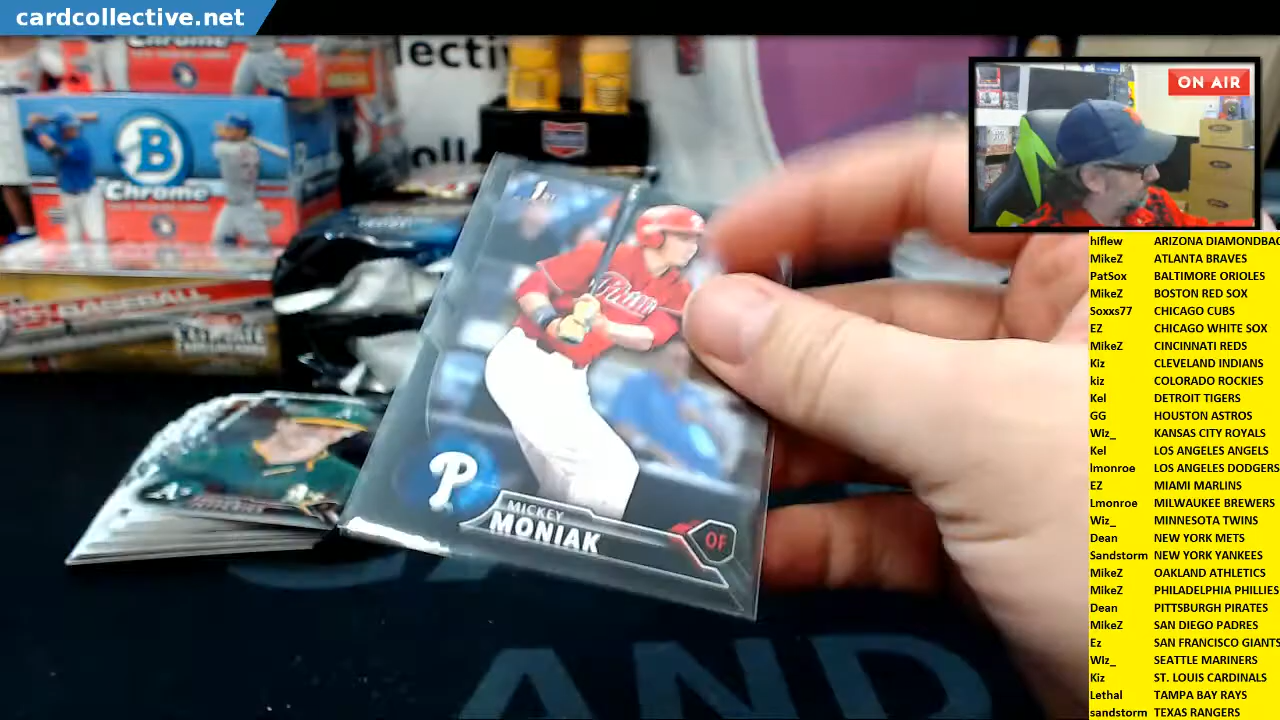 cardcollective.net
Chrome
lectiv
B
Chrome
ON AIR
BASEBALL
1ST
P
MICKEY
MONIAK
OF
A's
AND
hiflew ARIZONA DIAMONDBAC
MikeZ ATLANTA BRAVES
PatSox BALTIMORE ORIOLES
MikeZ BOSTON RED SOX
Soxxs77 CHICAGO CUBS
EZ CHICAGO WHITE SOX
MikeZ CINCINNATI REDS
Kiz CLEVELAND INDIANS
kiz COLORADO ROCKIES
Kel DETROIT TIGERS
GG HOUSTON ASTROS
Wiz_ KANSAS CITY ROYALS
Kel LOS ANGELES ANGELS
lmonroe LOS ANGELES DODGERS
EZ MIAMI MARLINS
Lmonroe MILWAUKEE BREWERS
Wiz_ MINNESOTA TWINS
Dean NEW YORK METS
Sandstorm NEW YORK YANKEES
MikeZ OAKLAND ATHLETICS
MikeZ PHILADELPHIA PHILLIES
Dean PITTSBURGH PIRATES
MikeZ SAN DIEGO PADRES
Ez SAN FRANCISCO GIANTS
Wiz_ SEATTLE MARINERS
Kiz ST. LOUIS CARDINALS
Lethal TAMPA BAY RAYS
sandstorm TEXAS RANGERS